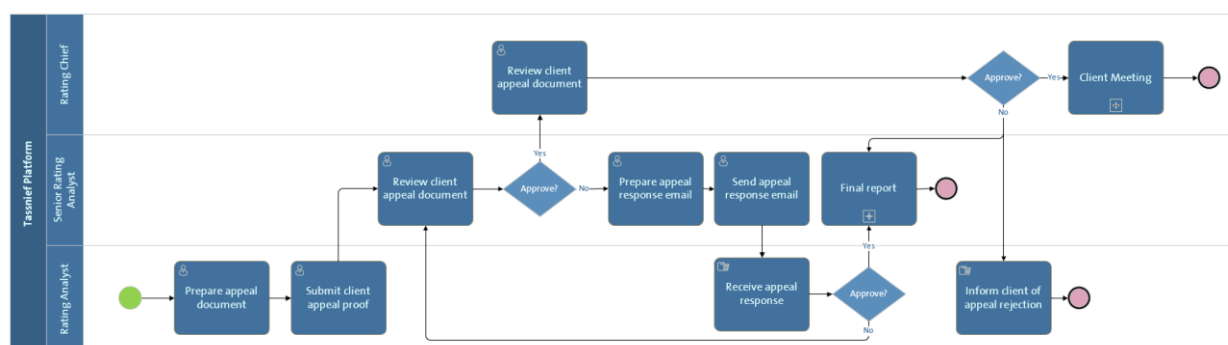 Tassnief Platform
Rating Chief
Review client
appeal document
Approve?
Yes
Client Meeting
No
Yes
Senior Rating
Analyst
Review client
appeal document
Approve?
No
Prepare appeal
response email
Send appeal
response email
Final report
Yes
Rating Analyst
Prepare appeal
document
Submit client
appeal proof
Receive appeal
response
Approve?
No
Inform client of
appeal rejection